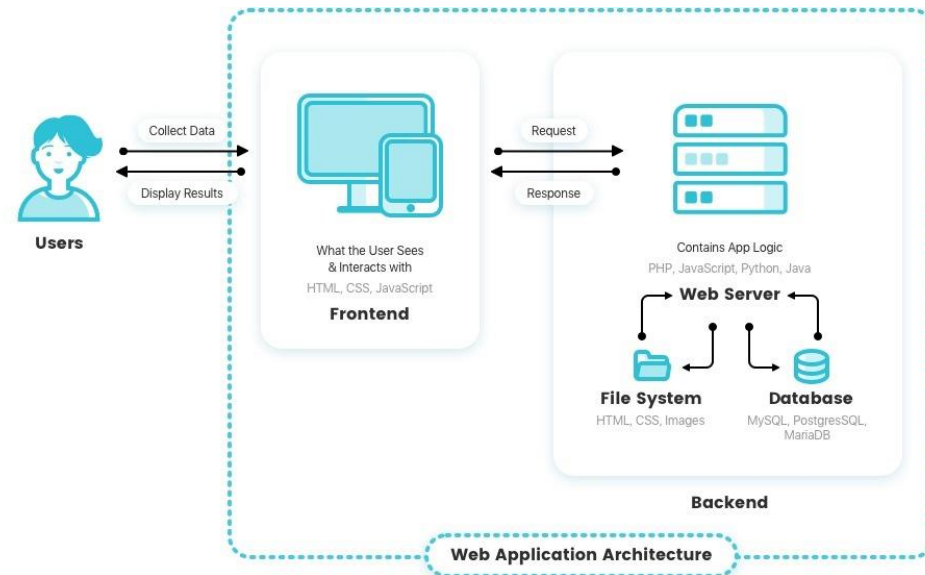 Collect Data
Display Results
Users
What the User Sees
& Interacts with
HTML, CSS, JavaScript
Frontend
Request
Response
Contains App Logic
PHP, JavaScript, Python, Java
Web Server
File System
HTML, CSS, Images
Database
MySQL, PostgresSQL,
MariaDB
Backend
Web Application Architecture